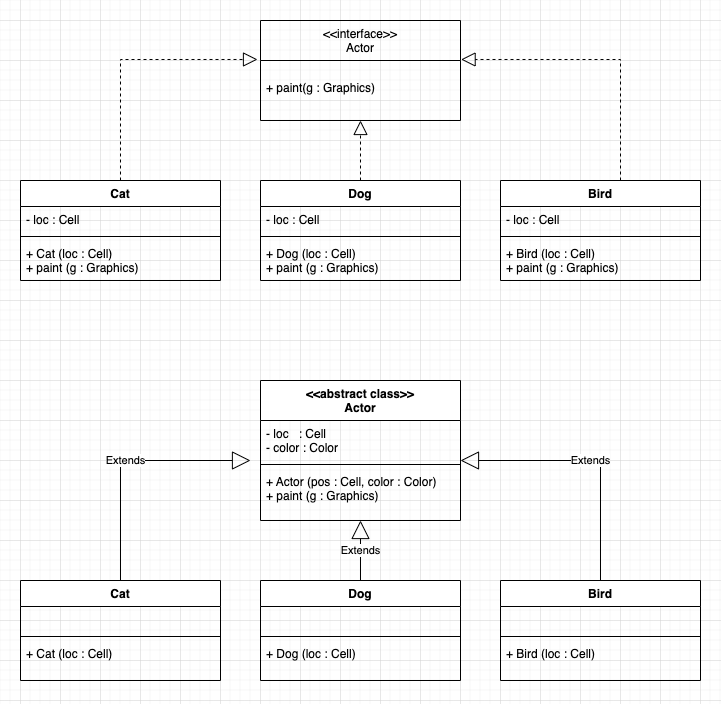 <<interface>>
Actor
+ paint(g : Graphics)
Cat
- loc : Cell
+ Cat (loc : Cell)
+ paint (g : Graphics)
Dog
- loc : Cell
+ Dog (loc : Cell)
+ paint (g : Graphics)
Bird
- loc : Cell
+ Bird (loc : Cell)
+ paint (g : Graphics)
<<abstract class>>
Actor
- loc : Cell
- color : Color
+ Actor (pos : Cell, color : Color)
+ paint (g : Graphics)
Extends
Extends
Extends
Cat
+ Cat (loc : Cell)
Dog
+ Dog (loc : Cell)
Bird
+ Bird (loc : Cell)